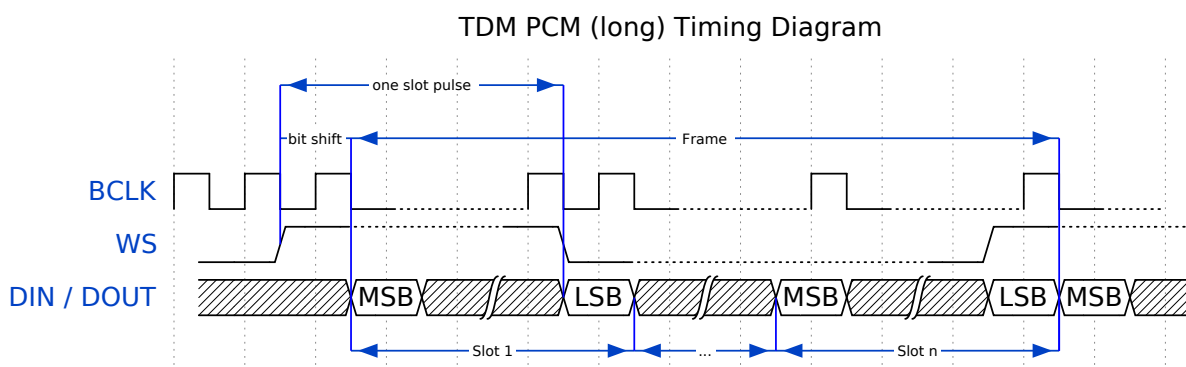 TDM PCM (long) Timing Diagram
one slot pulse
bit shift
Frame
BCLK
WS
DIN / DOUT
MSB
LSB
MSB
LSB
MSB
Slot 1
...
Slot n